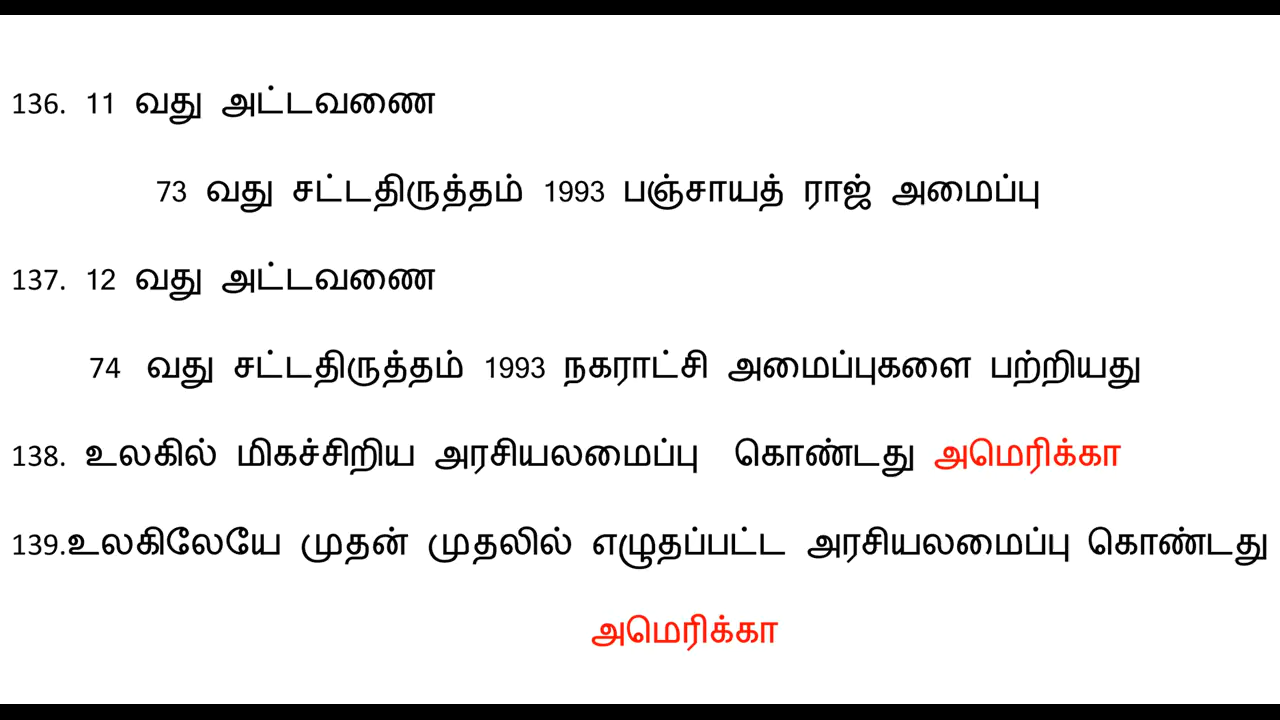 136. 11 வது அட்டவணை
73 வது சட்டதிருத்தம் 1993 பஞ்சாயத் ராஜ் அமைப்பு
137. 12 வது அட்டவணை
74 வது சட்டதிருத்தம் 1993 நகராட்சி அமைப்புகளை பற்றியது
138. உலகில் மிகச்சிறிய அரசியலமைப்பு கொண்டது அமெரிக்கா
139.உலகிலேயே முதன் முதலில் எழுதப்பட்ட அரசியலமைப்பு கொண்டது
அமெரிக்கா